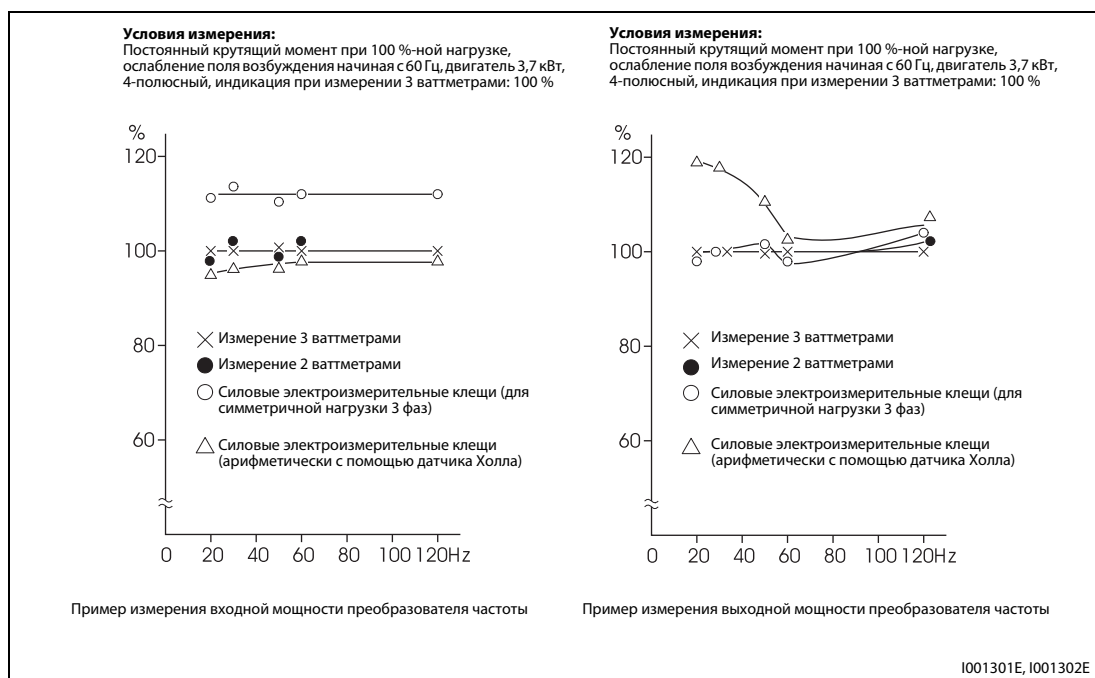 Условия измерения:
Постоянный крутящий момент при 100 %-ной нагрузке,
ослабление поля возбуждения начиная с 60 Гц, двигатель 3,7 кВт,
4-полюсный, индикация при измерении 3 ваттметрами: 100 %
%
120
100
80
60
Измерение 3 ваттметрами
Измерение 2 ваттметрами
Силовые электроизмерительные клещи (для
симметричной нагрузки 3 фаз)
Силовые электроизмерительные клещи
(арифметически с помощью датчика Холла)
0 20 40 60 80 100 120Hz
Пример измерения входной мощности преобразователя частоты
Условия измерения:
Постоянный крутящий момент при 100 %-ной нагрузке,
ослабление поля возбуждения начиная с 60 Гц, двигатель 3,7 кВт,
4-полюсный, индикация при измерении 3 ваттметрами: 100 %
%
120
100
80
60
Измерение 3 ваттметрами
Измерение 2 ваттметрами
Силовые электроизмерительные клещи (для
симметричной нагрузки 3 фаз)
Силовые электроизмерительные клещи
(арифметически с помощью датчика Холла)
0 20 40 60 80 100 120Hz
Пример измерения выходной мощности преобразователя частоты
I001301E, I001302E